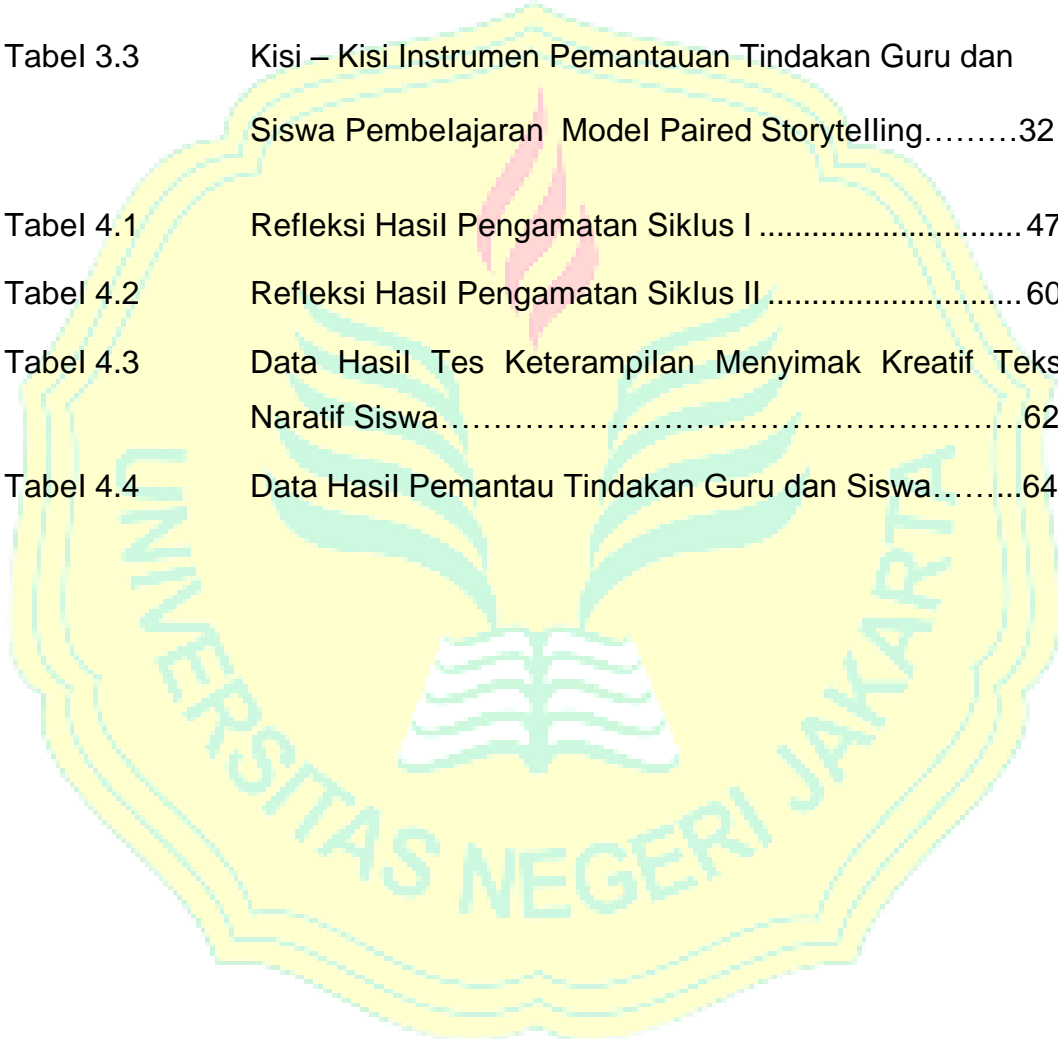 Tabel 3.3 Kisi – Kisi Instrumen Pemantauan Tindakan Guru dan
Siswa Pembelajaran Model Paired Storytelling………32
Tabel 4.1 Refleksi Hasil Pengamatan Siklus I .............................. 47
Tabel 4.2 Refleksi Hasil Pengamatan Siklus II ............................. 60
Tabel 4.3 Data Hasil Tes Keterampilan Menyimak Kreatif Teks
Naratif Siswa………………………………………………….62
Tabel 4.4 Data Hasil Pemantau Tindakan Guru dan Siswa……...64
UNIVERSITAS NEGERI JAKARTA